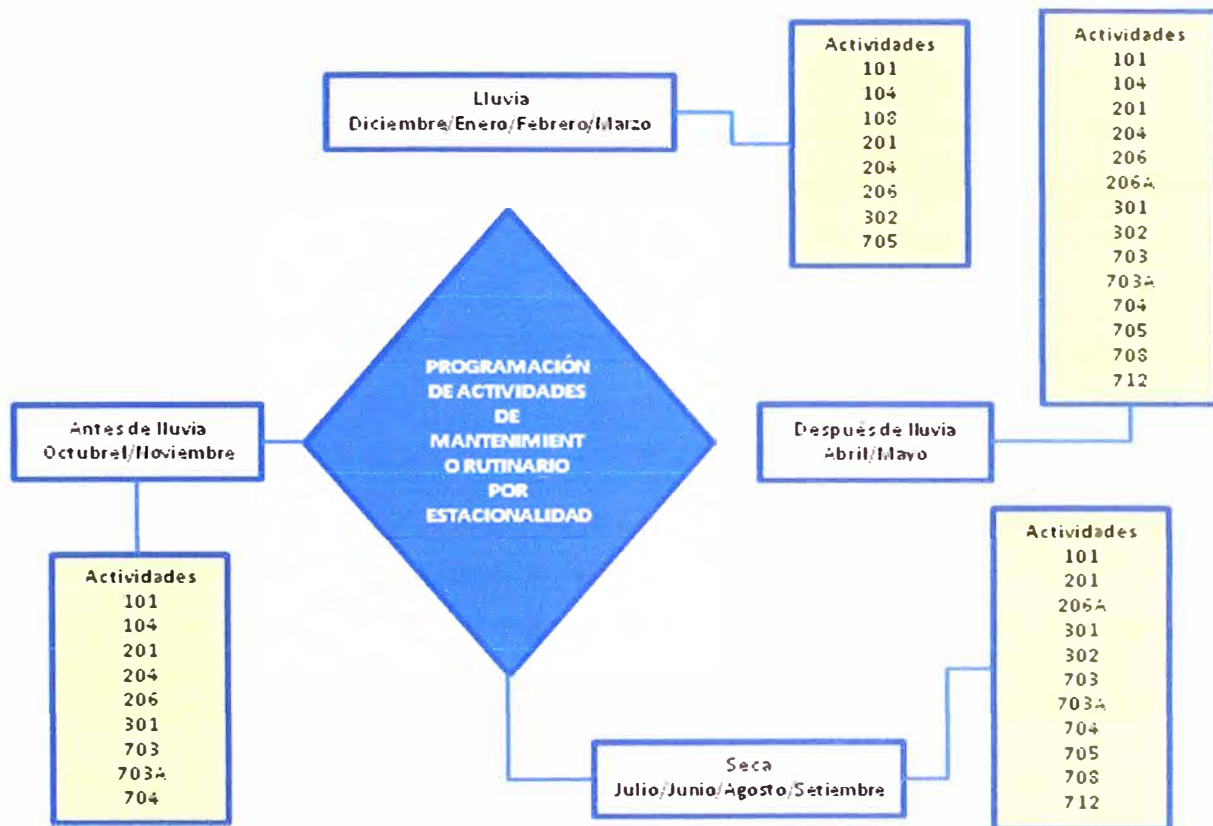 Lluvia
Diciembre/Enero/Febrero/Marzo
Actividades
101
104
108
201
204
206
302
705
Actividades
101
104
201
204
206
206A
301
302
703
703A
704
705
708
712
PROGRAMACIÓN
DE ACTIVIDADES
DE
MANTENIMIENT
O RUTINARIO
POR
ESTACIONALIDAD
Antes de lluvia
Octubrel/Noviembre
Después de lluvia
Abril/Mayo
Actividades
101
104
201
204
206
301
703
703A
704
Seca
Julio/Junio/Agosto/Setiembre
Actividades
101
201
206A
301
302
703
703A
704
705
708
712